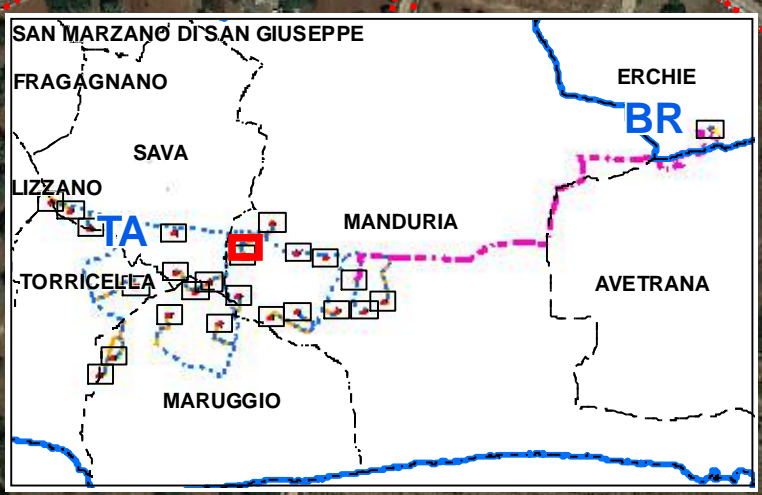 SAN MARZANO DI SAN GIUSEPPE
FRAGAGNANO
ERCHIE
BR
SAVA
LIZZANO
MANDURIA
TA
TORRICELLA
AVETRANA
MARUGGIO